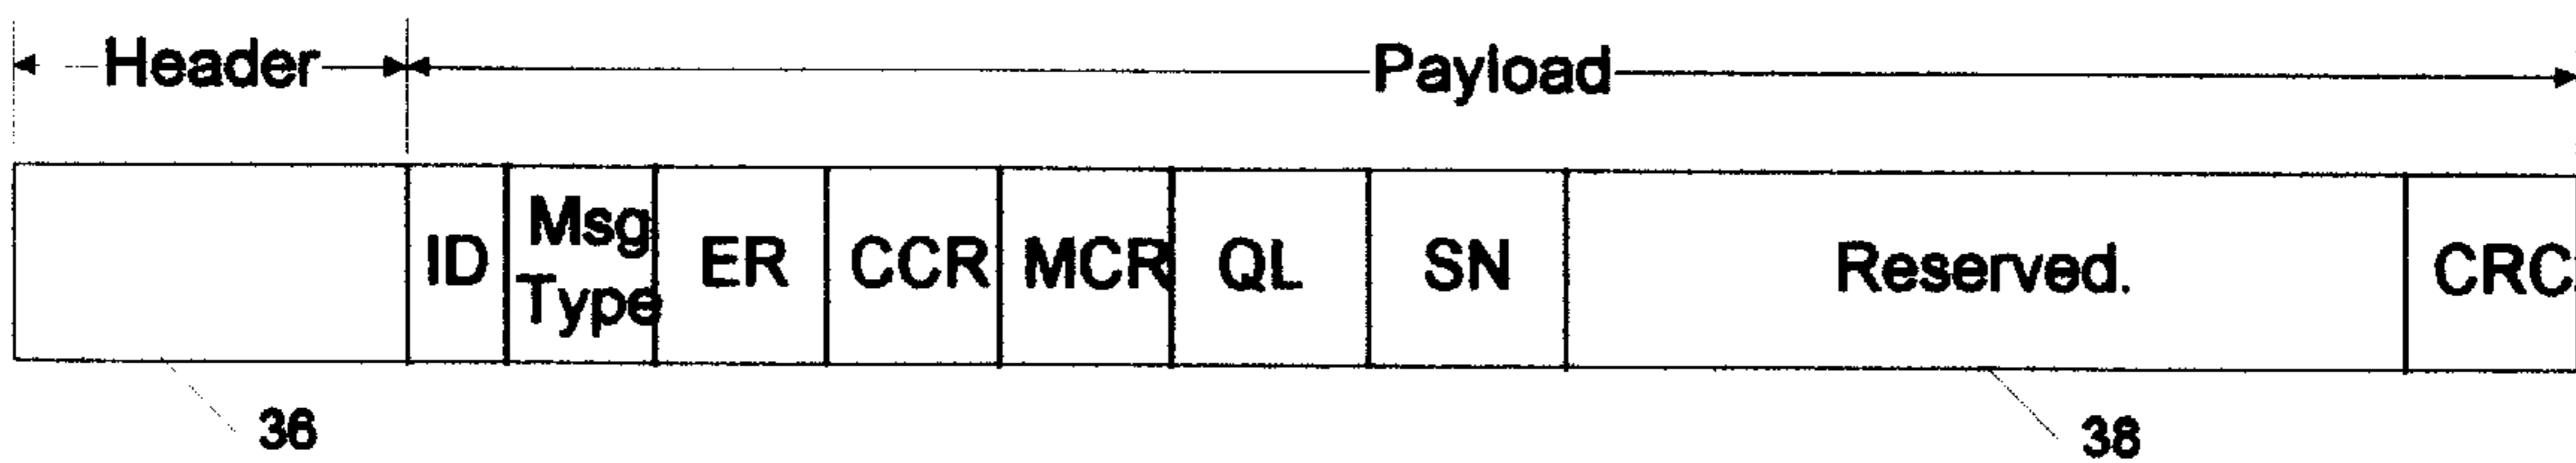 Header Payload
ID Msg Type ER CCR MCR QL SN Reserved. CRC
36 38